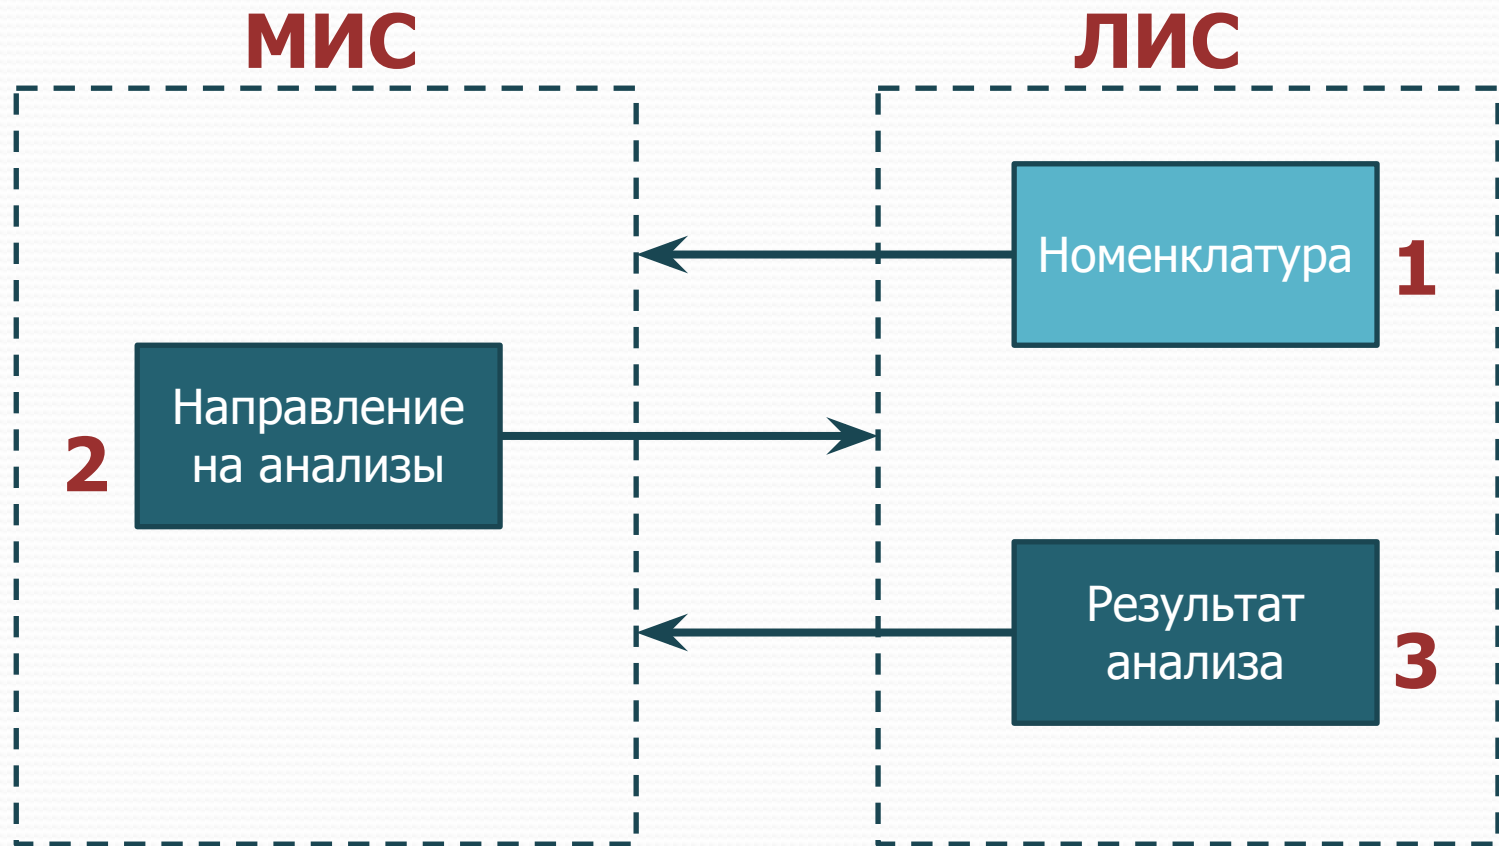 МИС
ЛИС
Номенклатура
1
Направление
на анализы
2
Результат
анализа
3